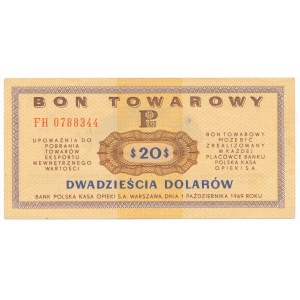 BON TOWAROWY
FH 0788344
UPOWAŻNIA DO
POBRANIA
TOWARÓW
EKSPORTU
WEWNĘTRZNEGO
WARTOŚCI
$20$
BON TOWAROWY
MOŻE BYĆ
ZREALIZOWANY
W KAŻDEJ
PLACÓWCE BANKU
POLSKA KASA
OPIEKI S.A.
DWADZIEŚCIA DOLARÓW
BANK POLSKA KASA OPIEKI S.A. WARSZAWA, DNIA 1 PAŹDZIERNIKA 1969 ROKU